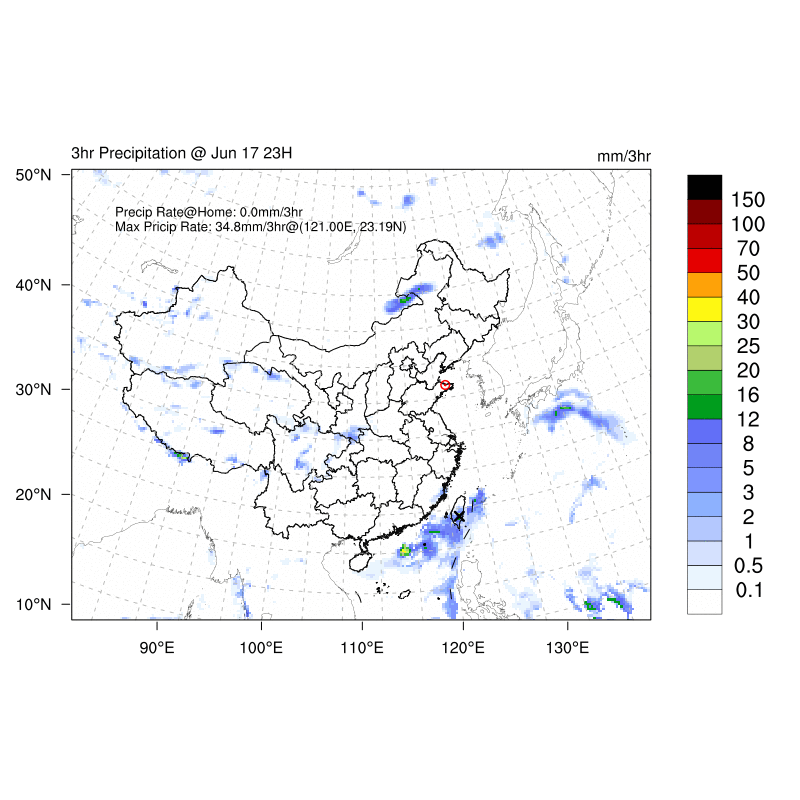 3hr Precipitation @ Jun 17 23H
mm/3hr
Precip Rate@Home: 0.0mm/3hr
Max Pricip Rate: 34.8mm/3hr@(121.00E, 23.19N)
50°N
40°N
30°N
20°N
10°N
90°E
100°E
110°E
120°E
130°E
150
100
70
50
40
30
25
20
16
12
8
5
3
2
1
0.5
0.1